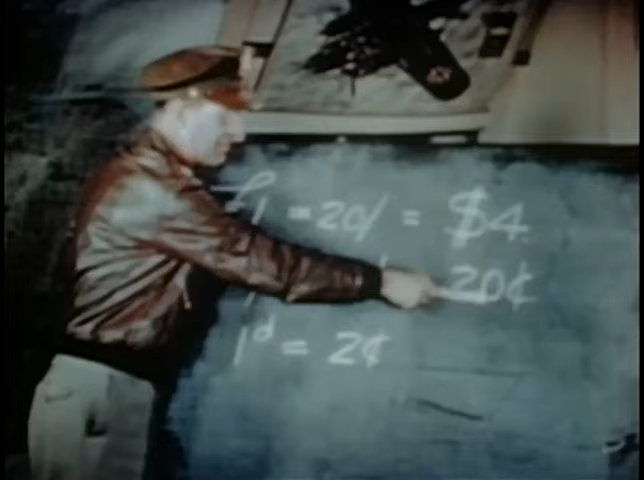 £1 = 20/ = $4.
20¢
1d = 2¢